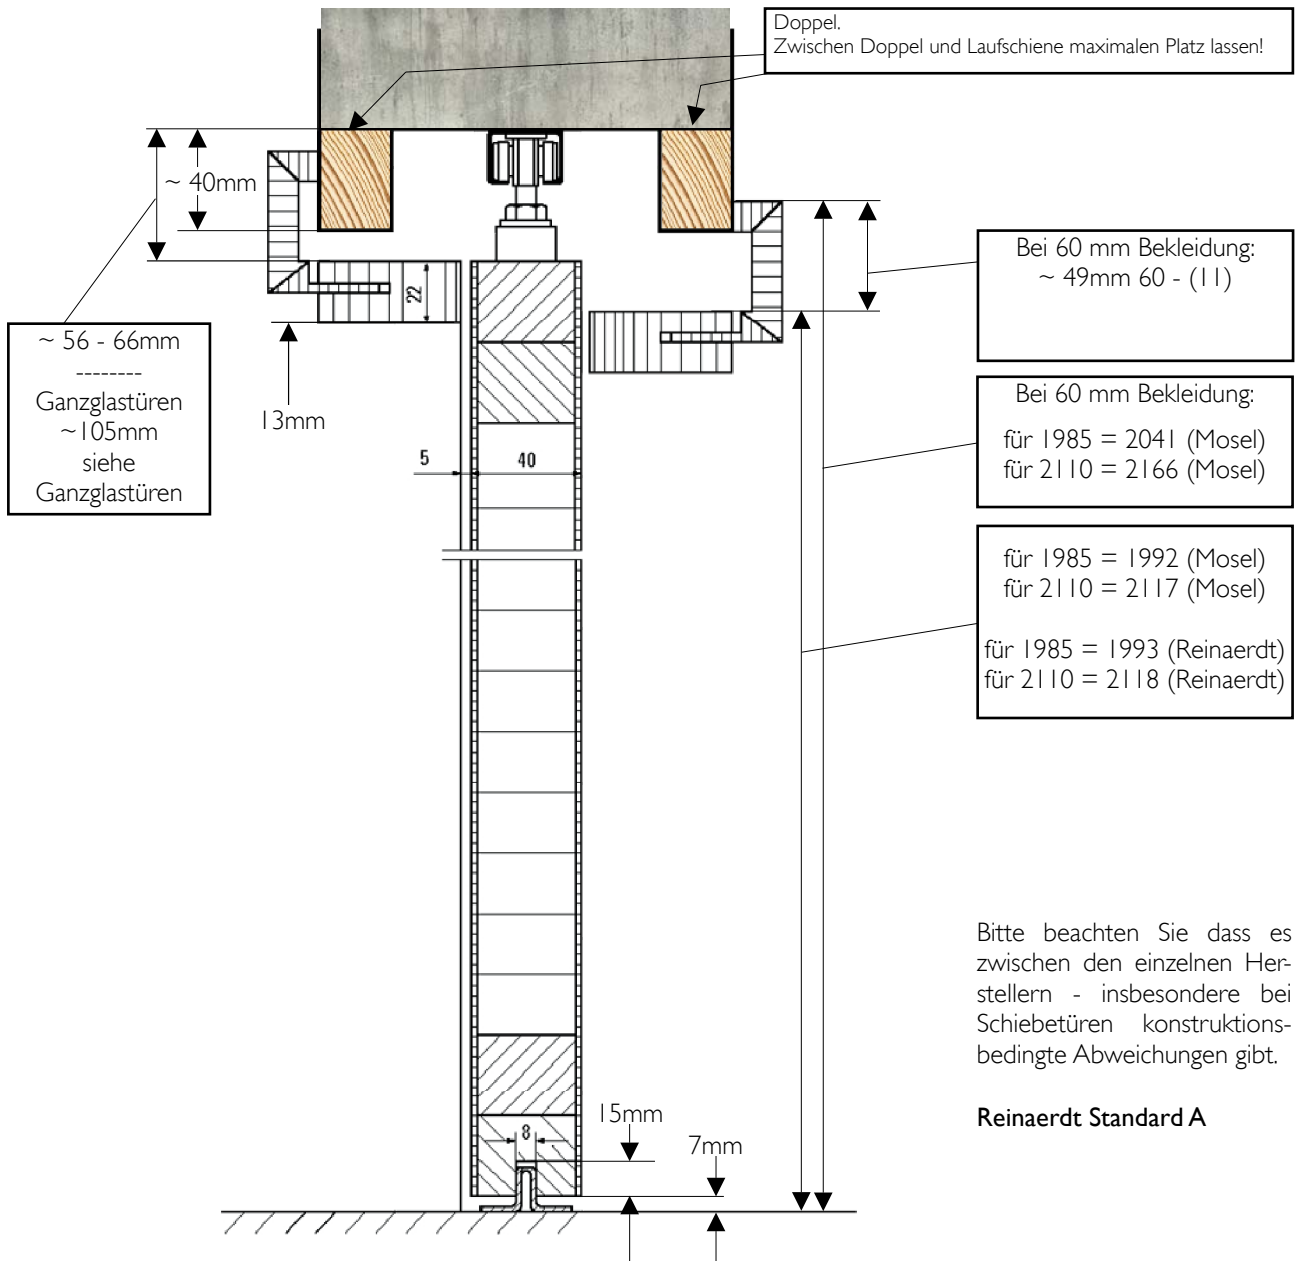 Doppel.
Zwischen Doppel und Laufschiene maximalen Platz lassen!
~ 40mm
22
Bei 60 mm Bekleidung:
~ 49mm 60 - (11)
~ 56 - 66mm
--------
Ganzglastüren
~105mm
siehe
Ganzglastüren
13mm
5
40
Bei 60 mm Bekleidung:
für 1985 = 2041 (Mosel)
für 2110 = 2166 (Mosel)
für 1985 = 1992 (Mosel)
für 2110 = 2117 (Mosel)
für 1985 = 1993 (Reinaerdt)
für 2110 = 2118 (Reinaerdt)
Bitte beachten Sie dass es
zwischen den einzelnen Her-
stellern - insbesondere bei
Schiebetüren konstruktions-
bedingte Abweichungen gibt.
Reinaerdt Standard A
15mm
8
7mm